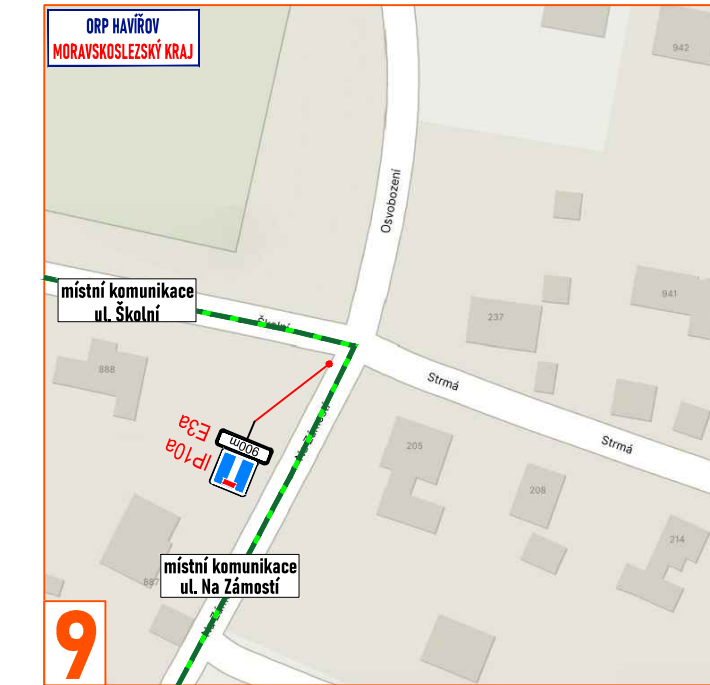 ORP HAVÍŘOV
MORAVSKOSLEZSKÝ KRAJ
942
Osvobození
místní komunikace
ul. Školní
Školní
941
237
888
Strmá
Strmá
Na Zámostí
E3a
IP10a
900m
205
208
214
místní komunikace
ul. Na Zámostí
887
9